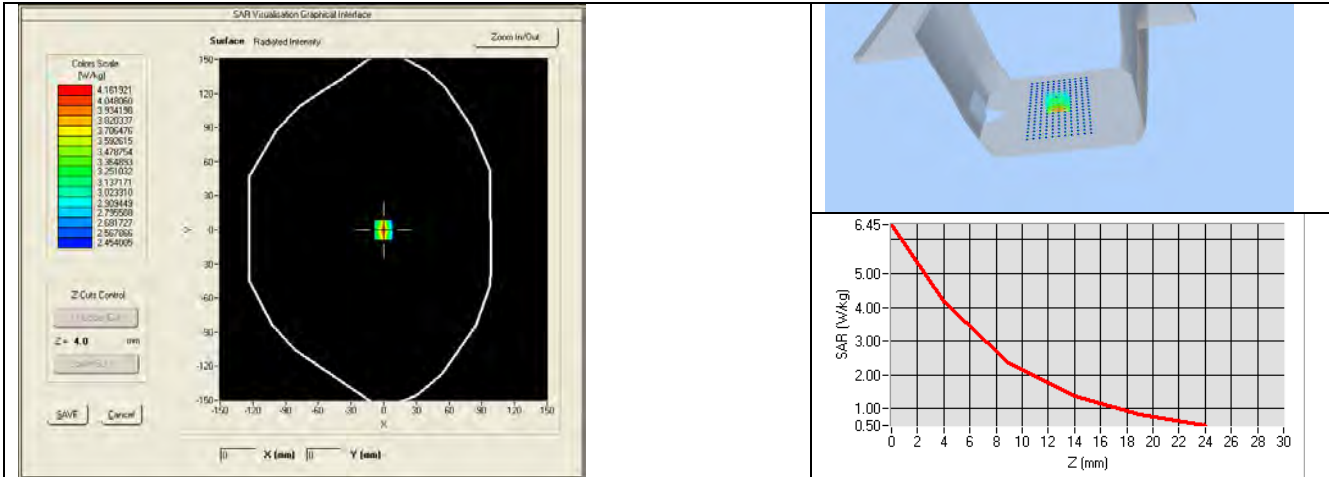 SAR Visualisation Graphical Interface
Surface Radiated Intensity
Zoom In/Out
Colors Scale
(W/kg)
4.161921
4.048060
3.934198
3.820337
3.706476
3.592615
3.478754
3.364893
3.251032
3.137171
3.023310
2.909449
2.795588
2.681727
2.567866
2.454005
Z Cuts Control
Z = 4.0 mm
SAVE Cancel
150
120
90
60
30
0
-30
-60
-90
-120
-150
Y
-150 -120 -90 -60 -30 0 30 60 90 120 150
X
0 X (mm) 0 Y (mm)
6.45
5.00
4.00
3.00
2.00
1.00
0.50
SAR (W/kg)
0 2 4 6 8 10 12 14 16 18 20 22 24 26 28 30
Z (mm)